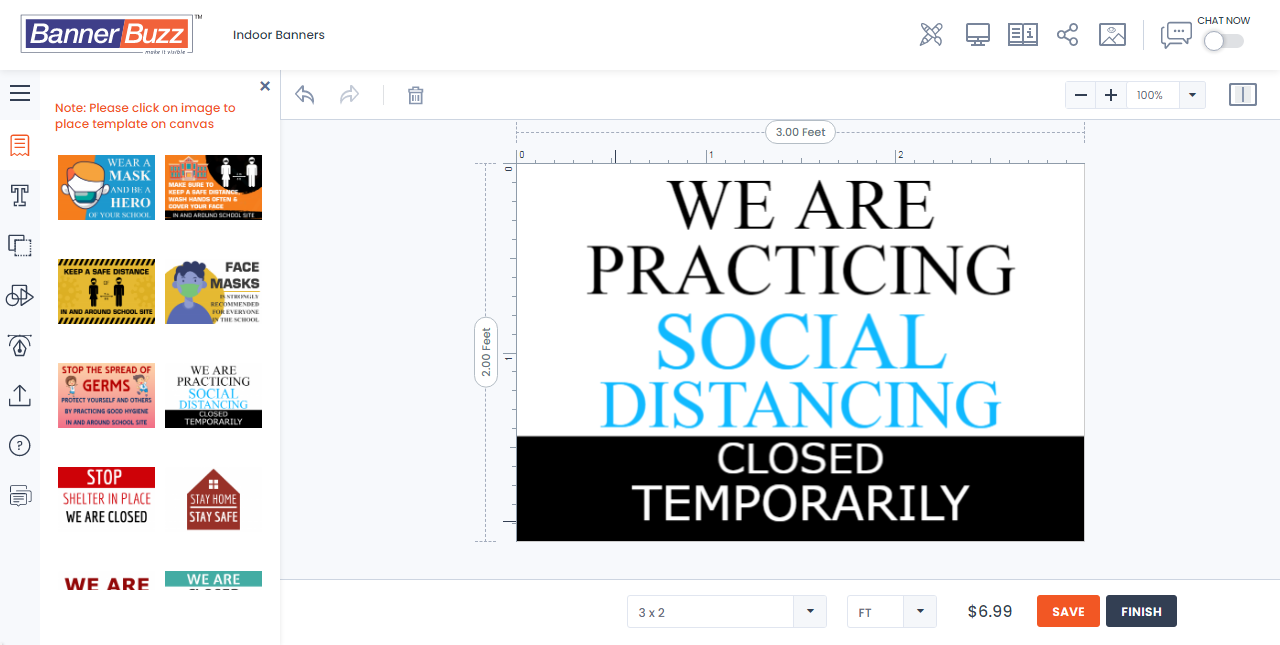 BannerBuzz™
make it visible
Indoor Banners
CHAT NOW
Note: Please click on image to
place template on canvas
100%
WEAR A
MASK
AND BE A
HERO
OF YOUR SCHOOL
MAKE SURE TO
KEEP A SAFE DISTANCE,
WASH HANDS OFTEN &
COVER YOUR FACE
IN AND AROUND SCHOOL SITE
KEEP A SAFE DISTANCE
IN AND AROUND SCHOOL SITE
FACE
MASKS
IS STRONGLY
RECOMMENDED
FOR EVERYONE
IN THE SCHOOL
STOP THE SPREAD OF
GERMS
PROTECT YOURSELF AND OTHERS
BY PRACTICING GOOD HYGIENE
IN AND AROUND SCHOOL SITE
WE ARE
PRACTICING
SOCIAL
DISTANCING
CLOSED
TEMPORARILY
STOP
SHELTER IN PLACE
WE ARE CLOSED
STAY HOME
STAY SAFE
WE ARE
WE ARE
3.00 Feet
0 1 2
0
2.00 Feet
1
WE ARE
PRACTICING
SOCIAL
DISTANCING
CLOSED
TEMPORARILY
3 x 2
FT
$6.99
SAVE
FINISH